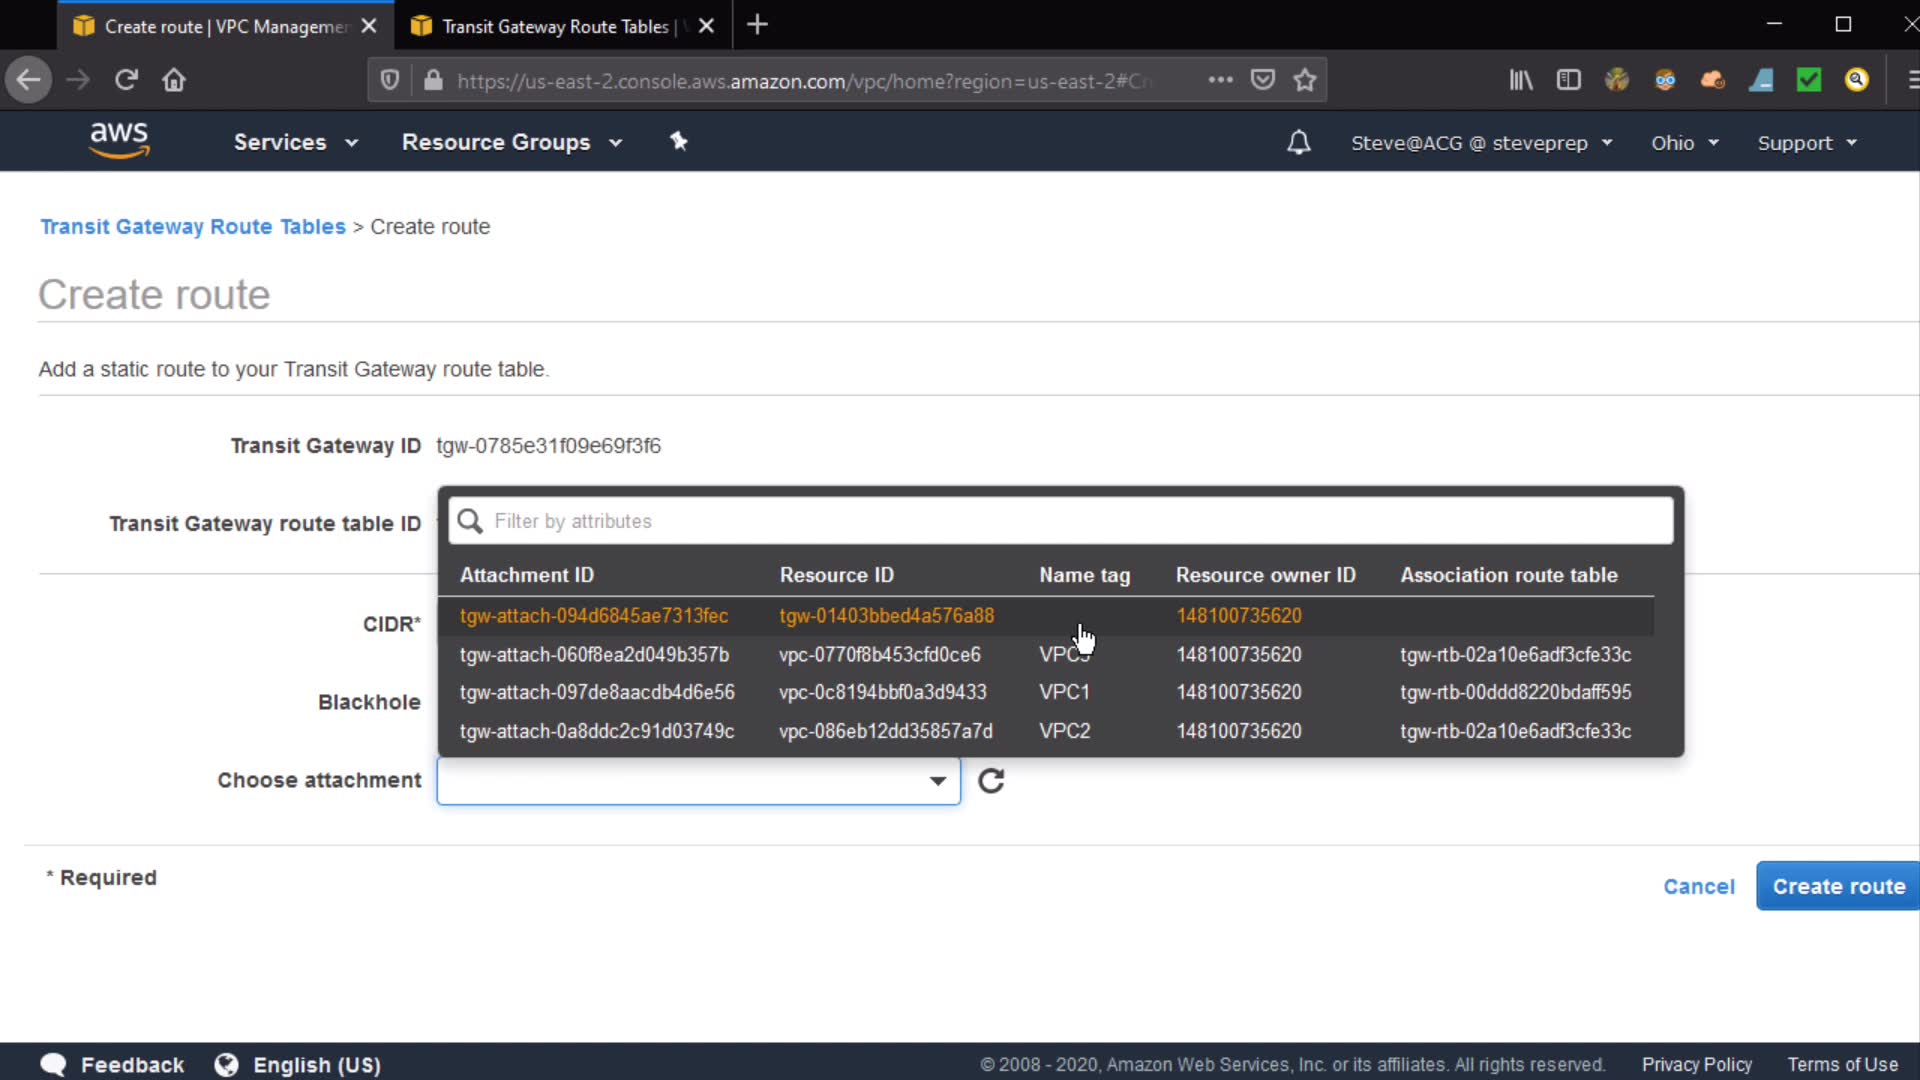 Create route | VPC Managemen
Transit Gateway Route Tables |
https://us-east-2.console.aws.amazon.com/vpc/home?region=us-east-2#Cr
aws
Services
Resource Groups
Steve@ACG @ steveprep
Ohio
Support
Transit Gateway Route Tables > Create route
Create route
Add a static route to your Transit Gateway route table.
Transit Gateway ID tgw-0785e31f09e69f3f6
Transit Gateway route table ID
Filter by attributes
Attachment ID Resource ID Name tag Resource owner ID Association route table
tgw-attach-094d6845ae7313fec tgw-01403bbed4a576a88 148100735620
tgw-attach-060f8ea2d049b357b vpc-0770f8b453cfd0ce6 VPC3 148100735620 tgw-rtb-02a10e6adf3cfe33c
tgw-attach-097de8aacdb4d6e56 vpc-0c8194bbf0a3d9433 VPC1 148100735620 tgw-rtb-00ddd8220bdaff595
tgw-attach-0a8ddc2c91d03749c vpc-086eb12dd35857a7d VPC2 148100735620 tgw-rtb-02a10e6adf3cfe33c
CIDR*
Blackhole
Choose attachment
* Required
Cancel
Create route
Feedback
English (US)
© 2008 - 2020, Amazon Web Services, Inc. or its affiliates. All rights reserved.
Privacy Policy
Terms of Use